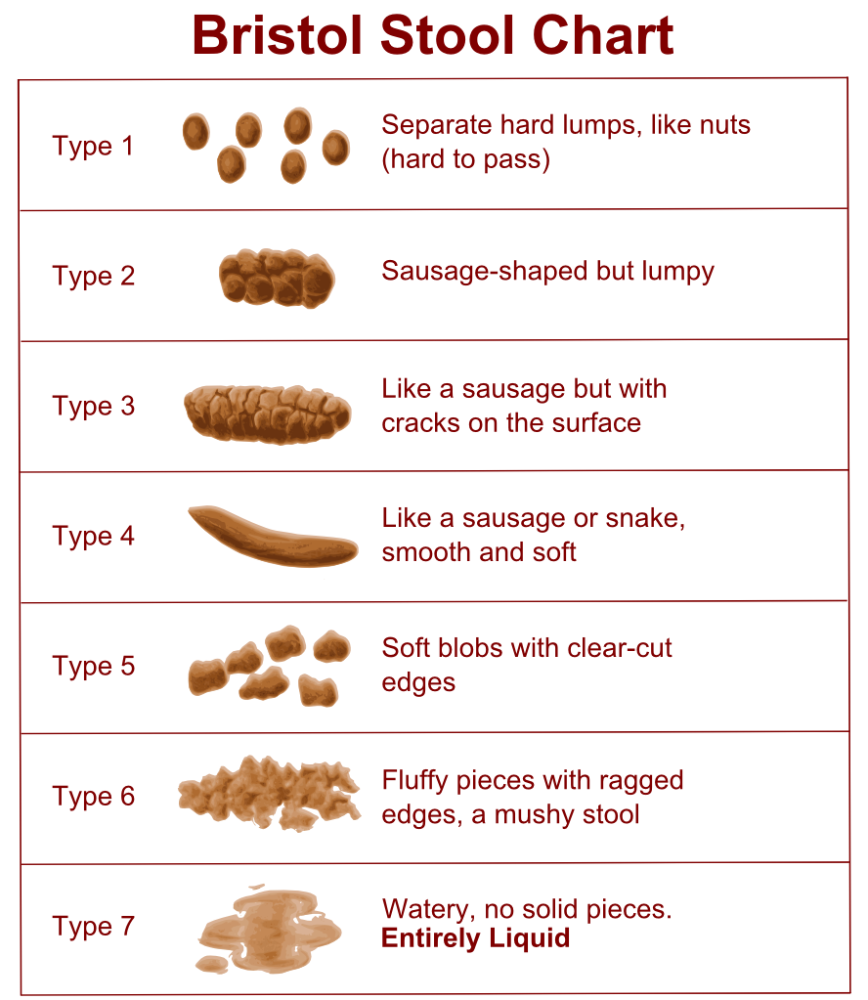 Bristol Stool Chart
Type 1
Separate hard lumps, like nuts
(hard to pass)
Type 2
Sausage-shaped but lumpy
Type 3
Like a sausage but with
cracks on the surface
Type 4
Like a sausage or snake,
smooth and soft
Type 5
Soft blobs with clear-cut
edges
Type 6
Fluffy pieces with ragged
edges, a mushy stool
Type 7
Watery, no solid pieces.
Entirely Liquid